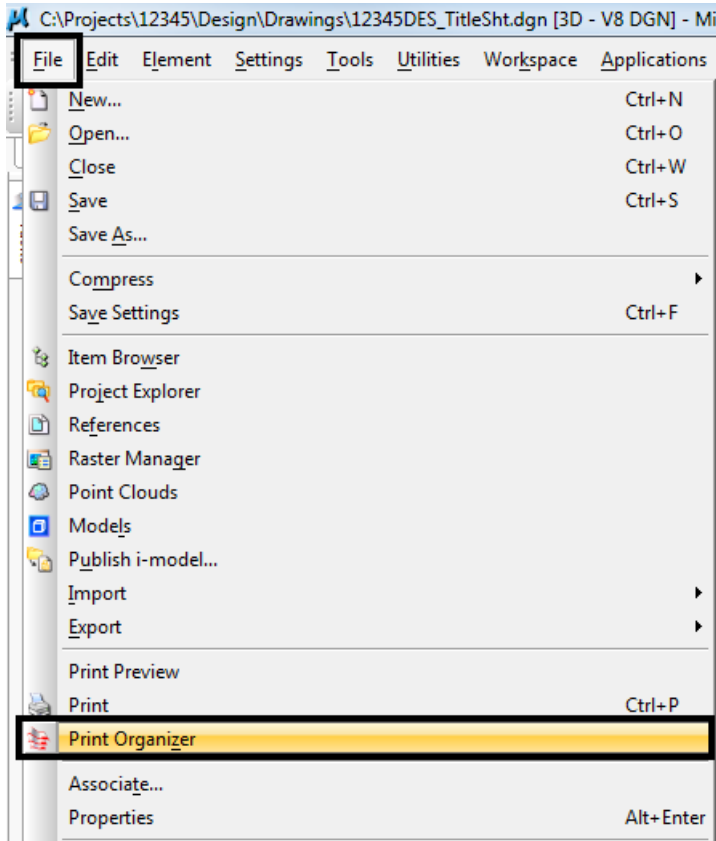 C:\Projects\12345\Design\Drawings\12345DES_TitleSht.dgn [3D - V8 DGN] - Mi
File Edit Element Settings Tools Utilities Workspace Applications
New... Ctrl+N
Open... Ctrl+O
Close Ctrl+W
Save Ctrl+S
Save As...
Compress
Save Settings Ctrl+F
Item Browser
Project Explorer
References
Raster Manager
Point Clouds
Models
Publish i-model...
Import
Export
Print Preview
Print Ctrl+P
Print Organizer
Associate...
Properties Alt+Enter